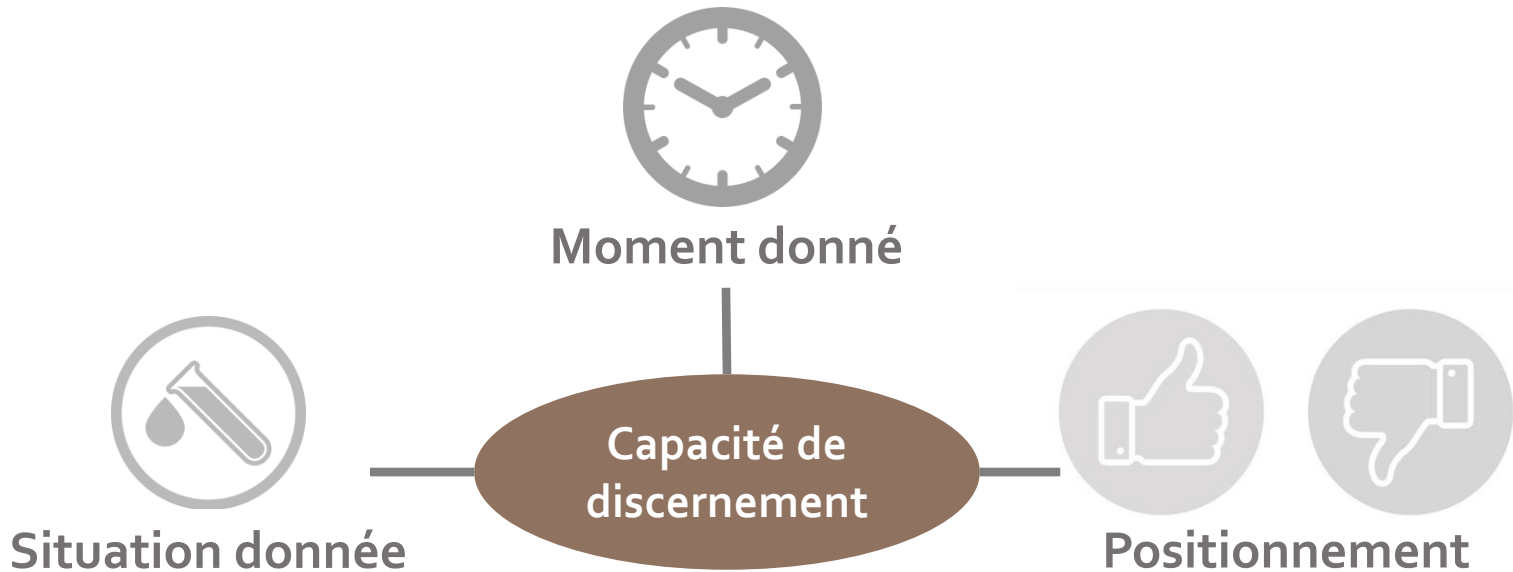 Moment donné
Capacité de
discernement
Situation donnée
Positionnement